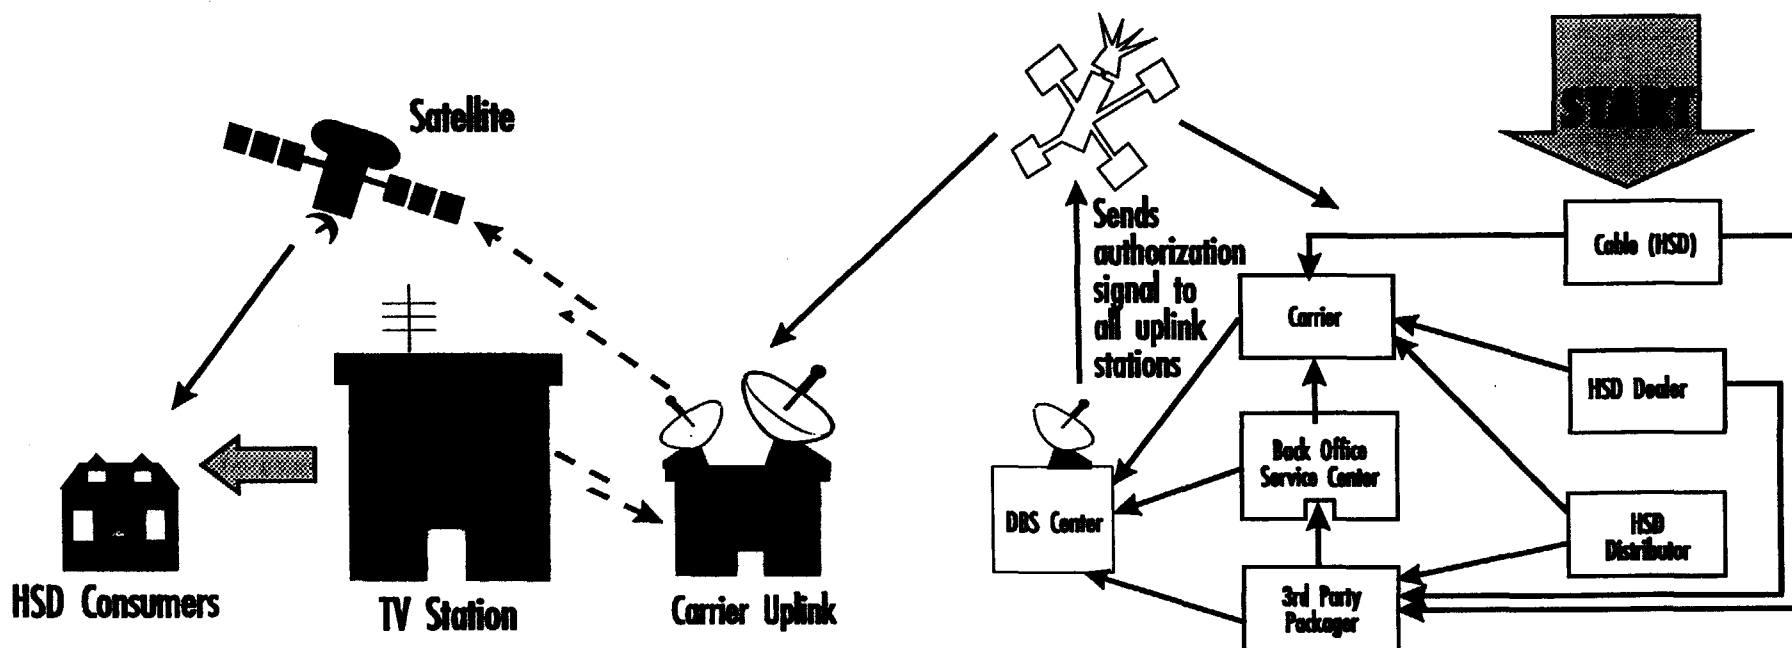 Satellite
START
Sends
authorization
signal to
all uplink
stations
Cable (HSD)
Carrier
HSD Dealer
Back Office
Service Center
DBS Center
HSD
Distributor
3rd Party
Packager
HSD Consumers
TV Station
Carrier Uplink